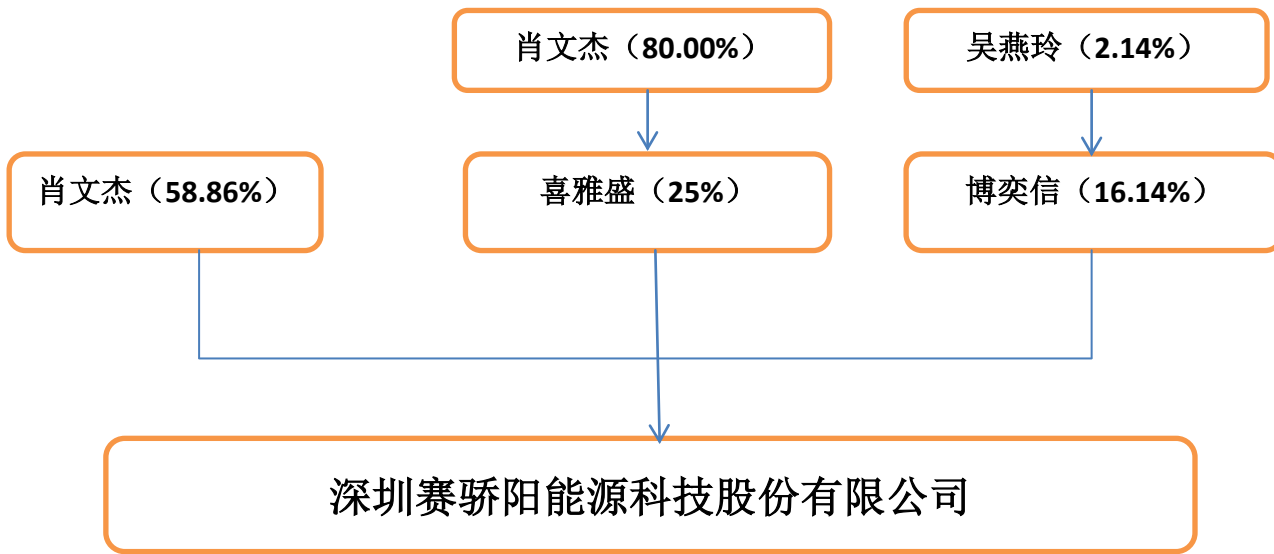 肖文杰（80.00%）
吴燕玲（2.14%）
肖文杰（58.86%）
喜雅盛（25%）
博奕信（16.14%）
深圳赛骄阳能源科技股份有限公司